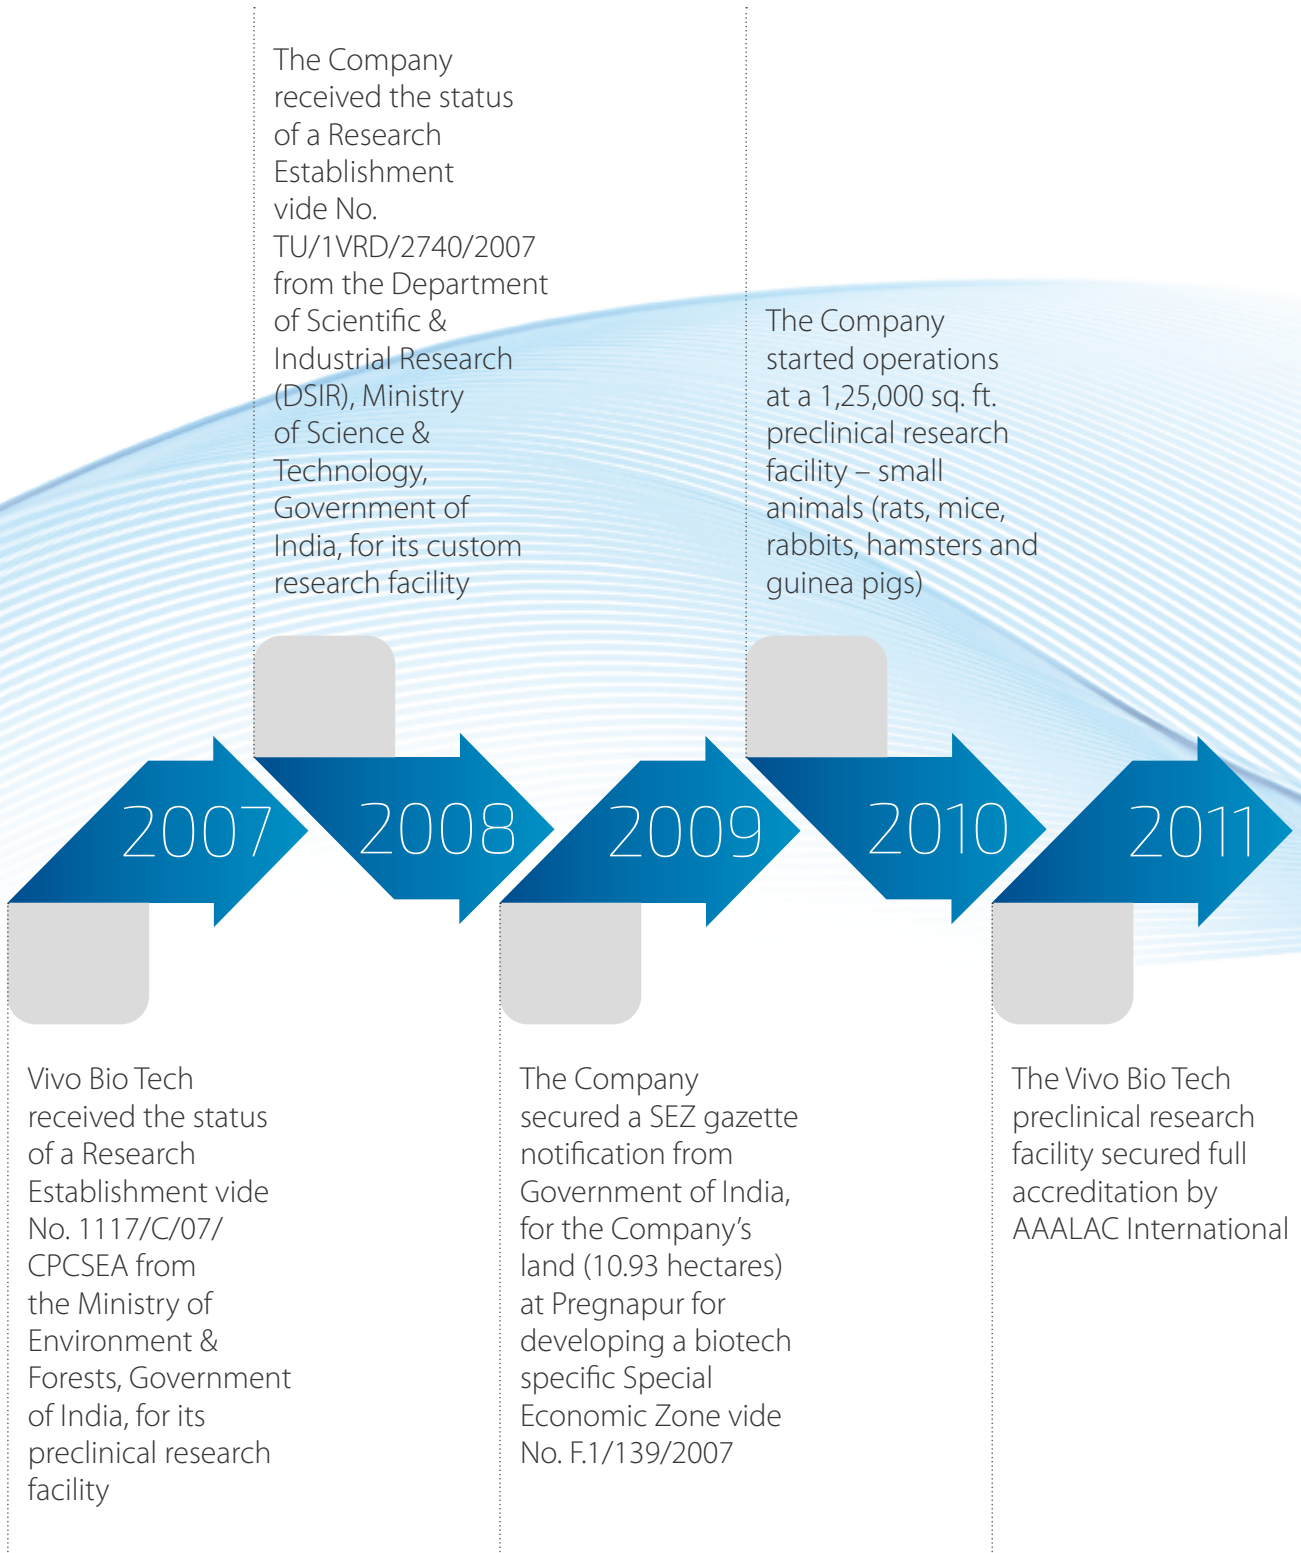 The Company
received the status
of a Research
Establishment
vide No.
TU/1VRD/2740/2007
from the Department
of Scientific &
Industrial Research
(DSIR), Ministry
of Science &
Technology,
Government of
India, for its custom
research facility
The Company
started operations
at a 1,25,000 sq. ft.
preclinical research
facility – small
animals (rats, mice,
rabbits, hamsters and
guinea pigs)
2007
2008
2009
2010
2011
Vivo Bio Tech
received the status
of a Research
Establishment vide
No. 1117/C/07/
CPCSEA from
the Ministry of
Environment &
Forests, Government
of India, for its
preclinical research
facility
The Company
secured a SEZ gazette
notification from
Government of India,
for the Company’s
land (10.93 hectares)
at Pregnapur for
developing a biotech
specific Special
Economic Zone vide
No. F.1/139/2007
The Vivo Bio Tech
preclinical research
facility secured full
accreditation by
AAALAC International